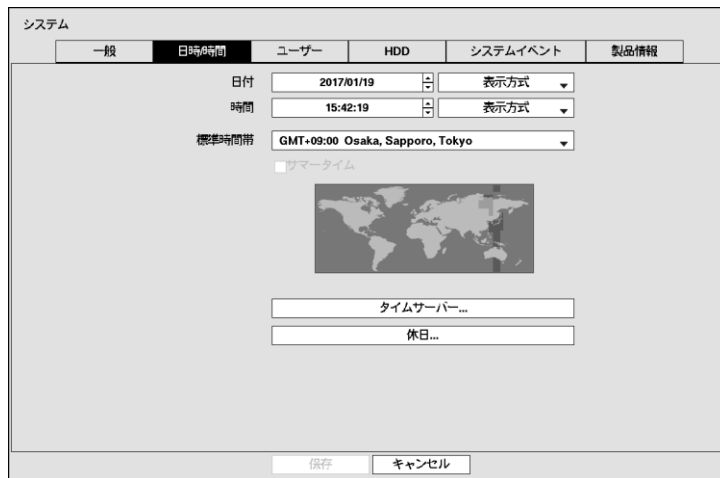 システム
一般 日時/時間 ユーザー HDD システムイベント 製品情報
日付 2017/01/19 表示方式
時間 15:42:19 表示方式
標準時間帯 GMT+09:00 Osaka, Sapporo, Tokyo
サマータイム
タイムサーバー...
休日...
保存 キャンセル